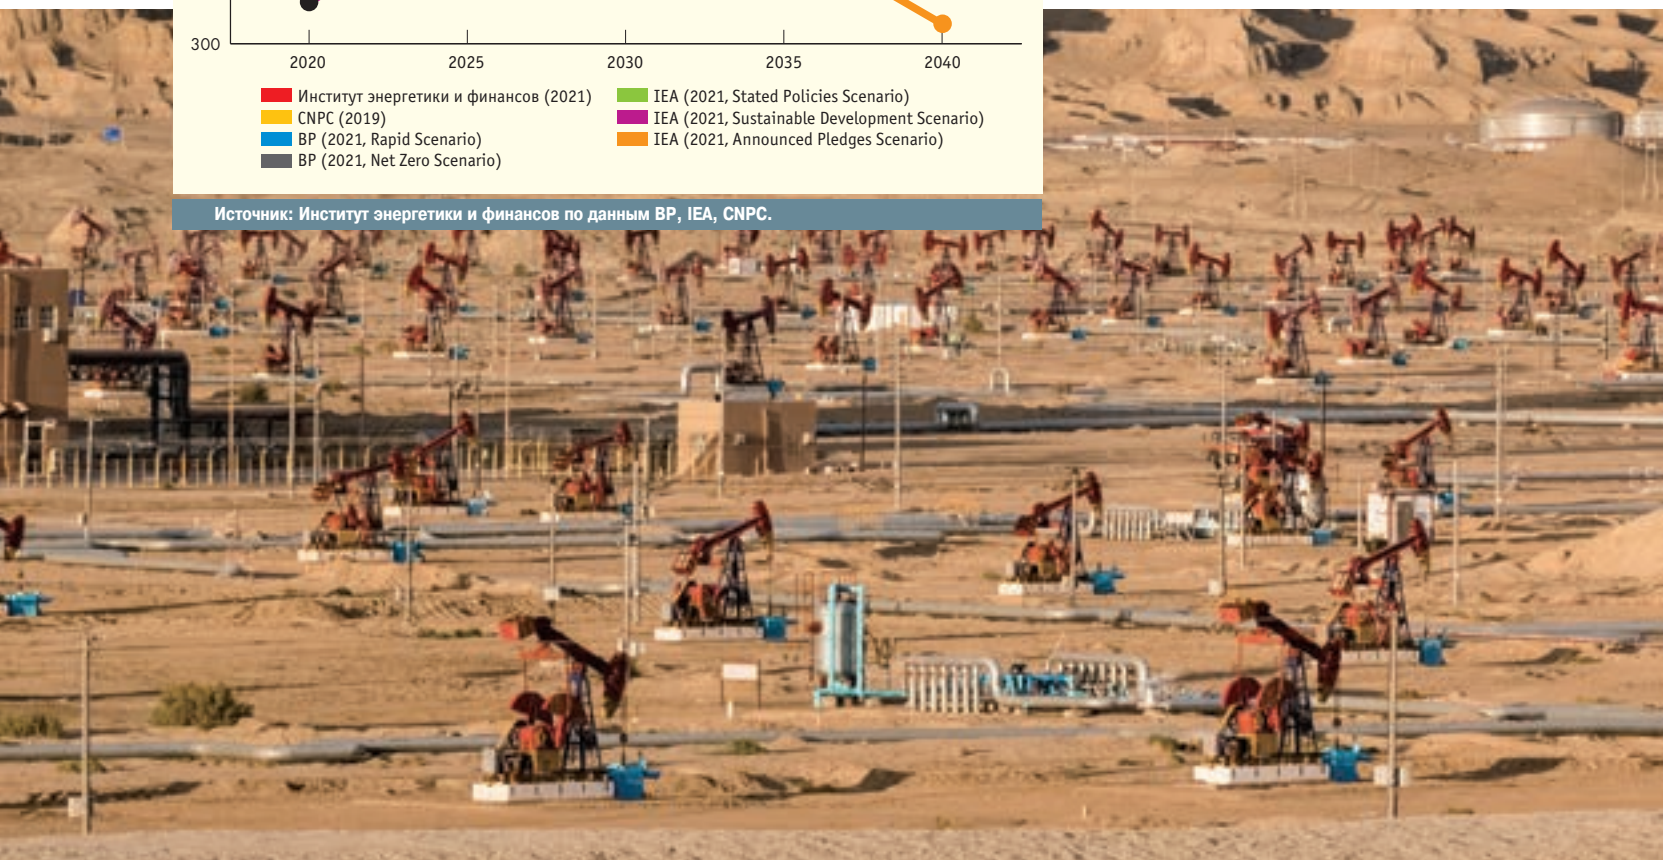 300
2020 2025 2030 2035 2040
Институт энергетики и финансов (2021)
CNPC (2019)
BP (2021, Rapid Scenario)
BP (2021, Net Zero Scenario)
IEA (2021, Stated Policies Scenario)
IEA (2021, Sustainable Development Scenario)
IEA (2021, Announced Pledges Scenario)
Источник: Институт энергетики и финансов по данным BP, IEA, CNPC.